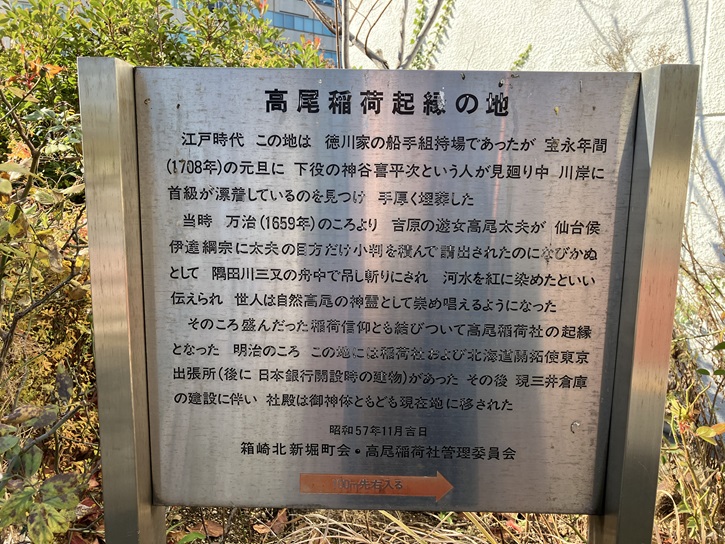 高尾稲荷起縁の地
江戸時代 この地は 徳川家の船手組持場であったが 宝永年間
(1708年)の元旦に 下役の神谷喜平次という人が見廻り中 川岸に
首級が漂着しているのを見つけ 手厚く埋葬した
当時 万治(1659年)のころより 吉原の遊女高尾太夫が 仙台侯
伊達綱宗に太夫の目方だけ小判を積んで請出されたのになびかぬ
として 隅田川三又の舟中で吊し斬りにされ 河水を紅に染めたといい
伝えられ 世人は自然高尾の神霊として崇め唱えるようになった
そのころ盛んだった稲荷信仰とも結びついて高尾稲荷社の起縁
となった 明治のころ この地には稲荷社および北海道開拓使東京
出張所(後に 日本銀行開設時の建物)があった その後 現三井倉庫
の建設に伴い 社殿は御神体ともども現在地に移された
昭和57年11月吉日
箱崎北新堀町会・高尾稲荷社管理委員会
100m先右入る